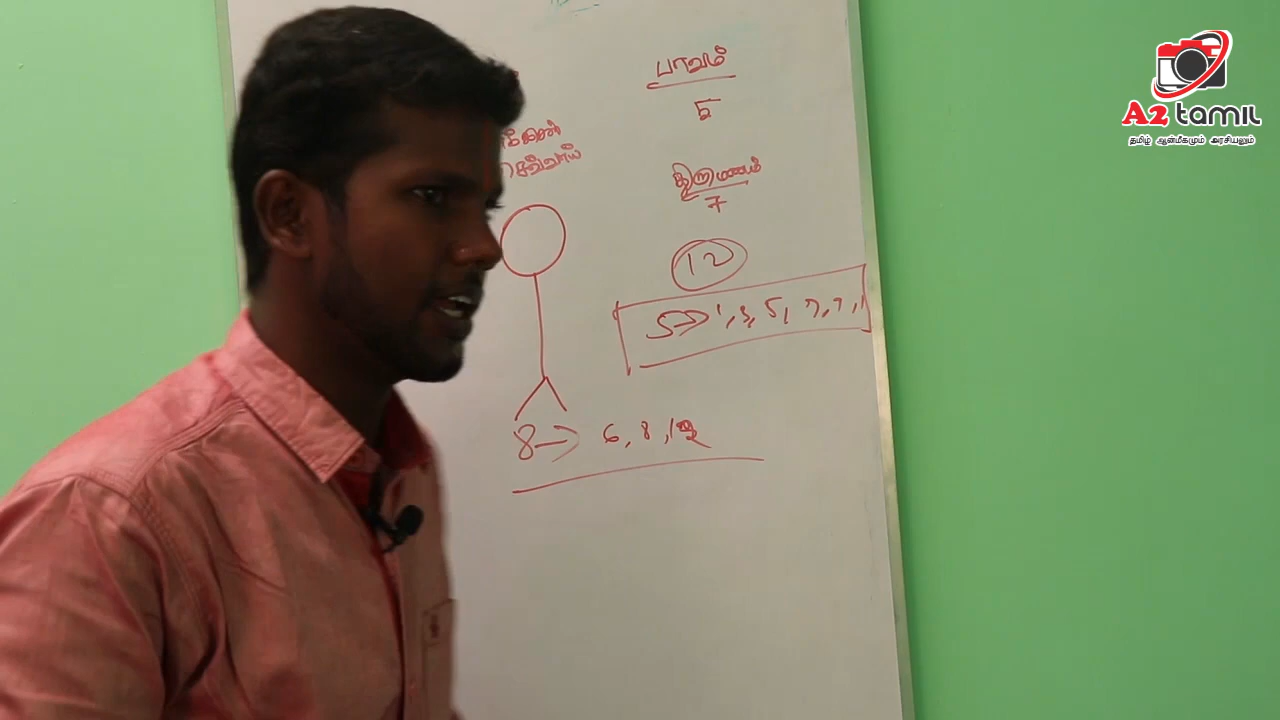 பாவம்
5
செவ்வாய்
திருமணம்
7
12
5→ 1, 3, 5, 7, 7, 1
8→ 6, 8, 12
A2 tamil
தமிழ் ஆன்மீகமும் அரசியலும்